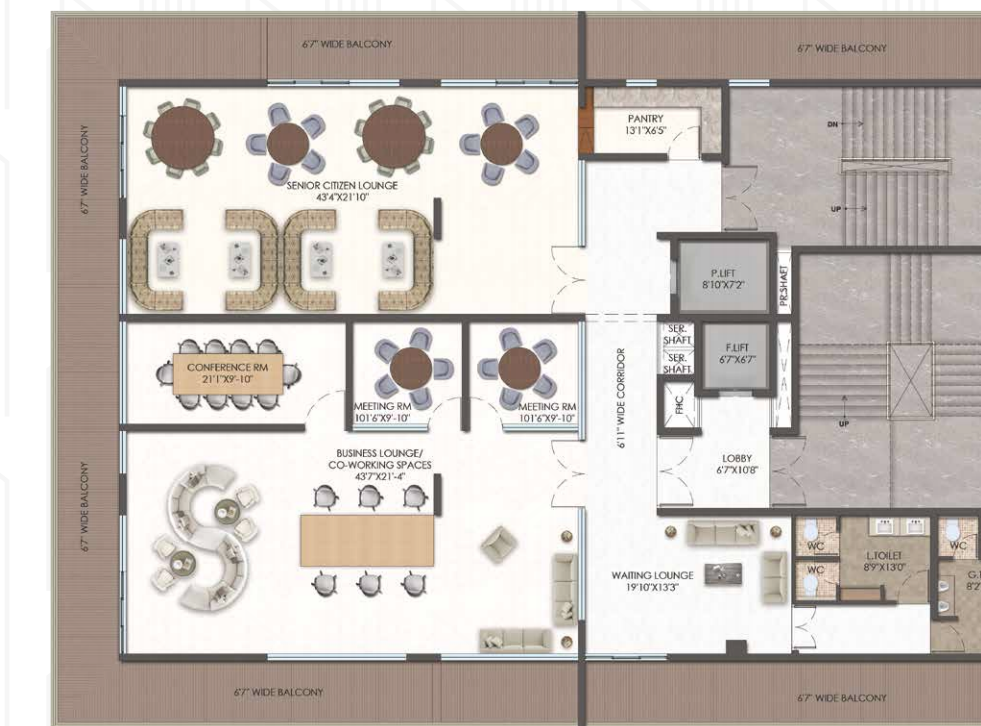 6'7" WIDE BALCONY
6'7" WIDE BALCONY
6'7" WIDE BALCONY
PANTRY
13'1"X6'5"
DN
SENIOR CITIZEN LOUNGE
43'4"X21'10"
UP
P.LIFT
8'10"X7'2"
PR.SHAFT
SER.
SHAFT
SER.
SHAFT
F.LIFT
6'7"X6'7"
6'11" WIDE CORRIDOR
CONFERENCE RM
21'1"X9'-10"
MEETING RM
101'6"X9'-10"
MEETING RM
101'6"X9'-10"
FHC
UP
BUSINESS LOUNGE/
CO-WORKING SPACES
43'7"X21'-4"
LOBBY
6'7"X10'8"
6'7" WIDE BALCONY
WC
L.TOILET
8'9"X13'0"
WC
WC
WAITING LOUNGE
19'10"X13'3"
G.
8'2"
6'7" WIDE BALCONY
6'7" WIDE BALCONY